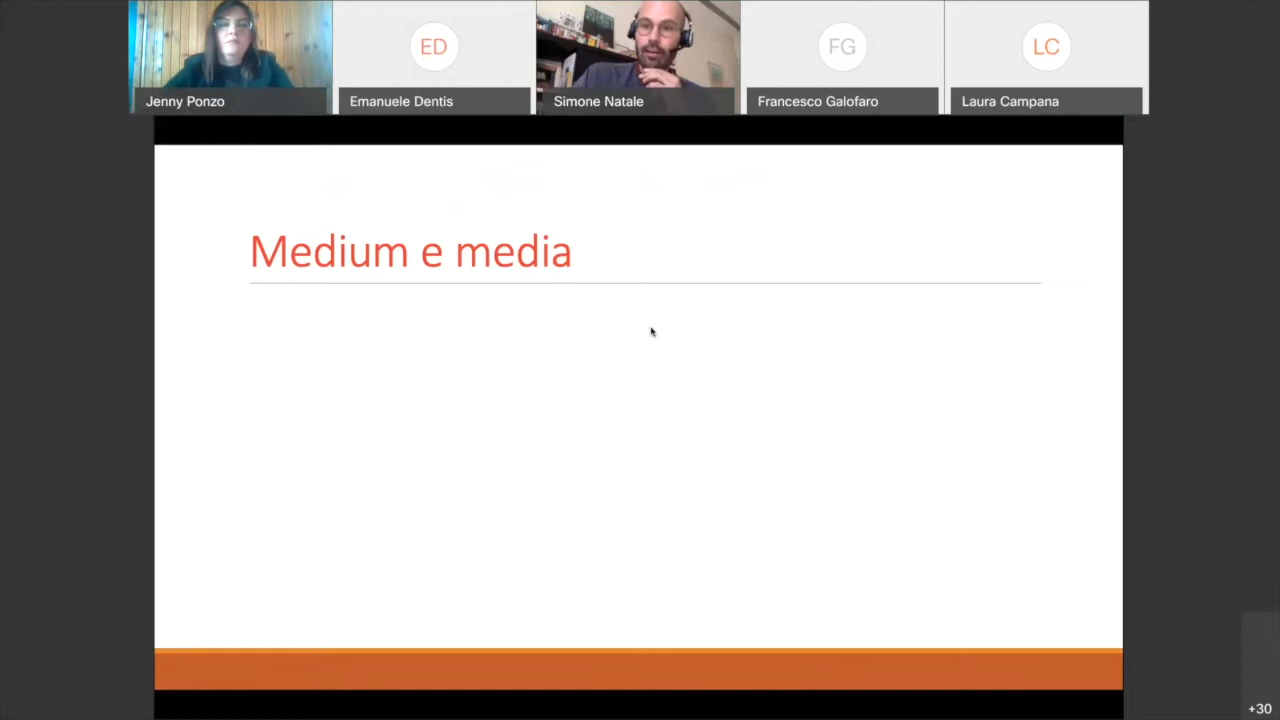 ED
FG
LC
Jenny Ponzo
Emanuele Dentis
Simone Natale
Francesco Galofaro
Laura Campana
Medium e media
+30